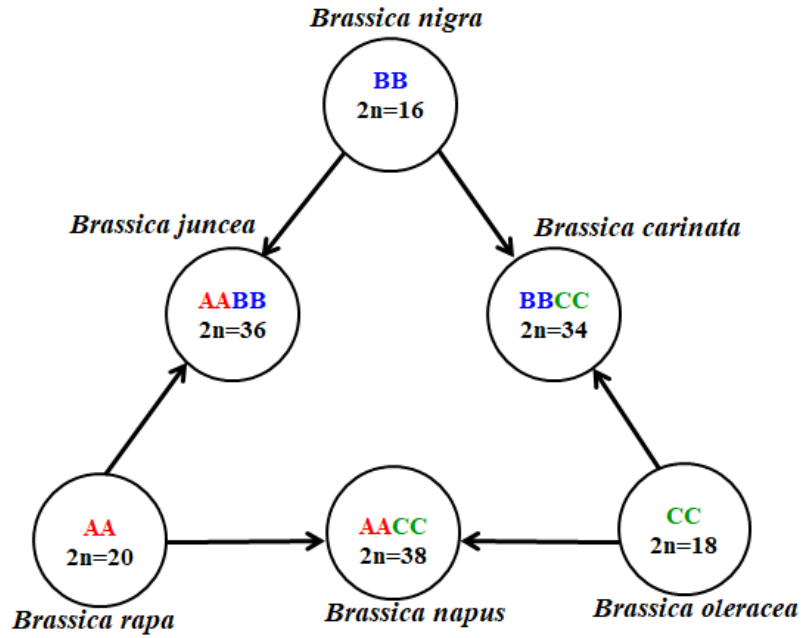 Brassica nigra
BB
2n=16
Brassica juncea
Brassica carinata
AABB
2n=36
BBCC
2n=34
AA
2n=20
AACC
2n=38
CC
2n=18
Brassica rapa
Brassica napus
Brassica oleracea